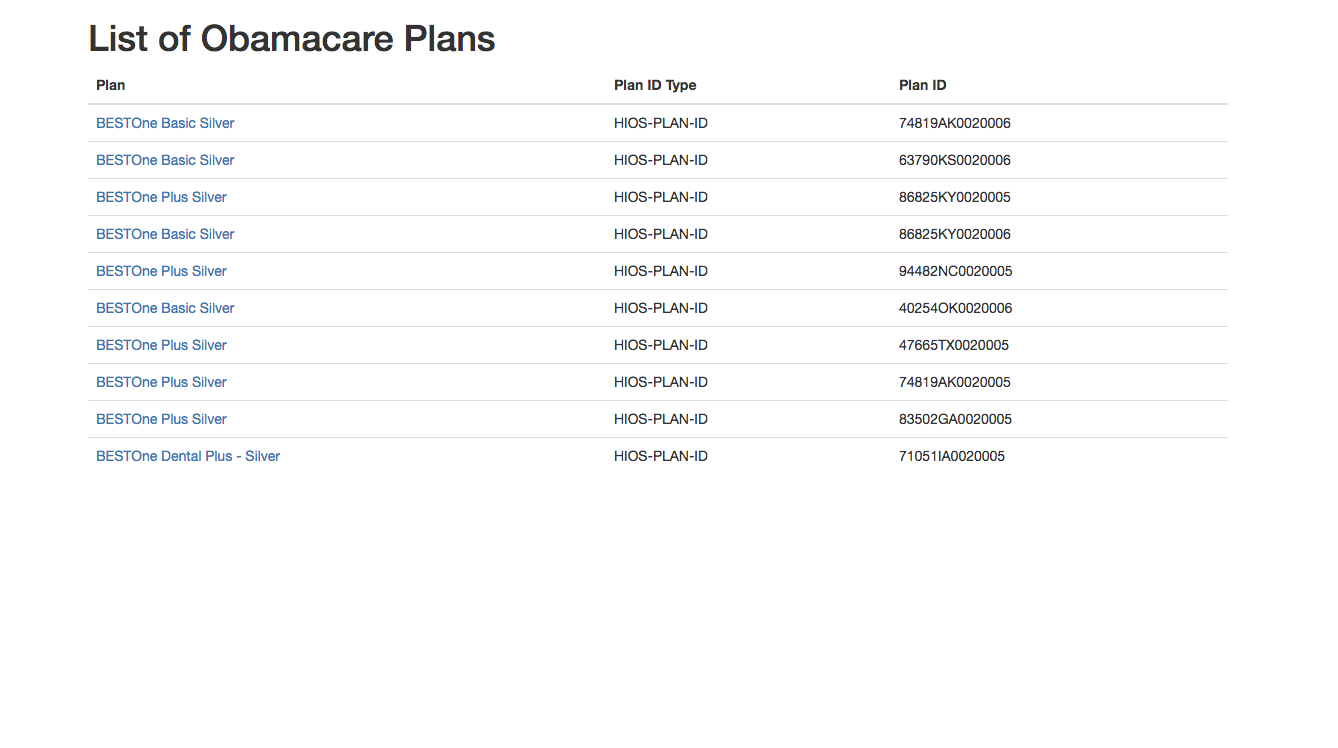 List of Obamacare Plans
Plan Plan ID Type Plan ID
BESTOne Basic Silver HIOS-PLAN-ID 74819AK0020006
BESTOne Basic Silver HIOS-PLAN-ID 63790KS0020006
BESTOne Plus Silver HIOS-PLAN-ID 86825KY0020005
BESTOne Basic Silver HIOS-PLAN-ID 86825KY0020006
BESTOne Plus Silver HIOS-PLAN-ID 94482NC0020005
BESTOne Basic Silver HIOS-PLAN-ID 40254OK0020006
BESTOne Plus Silver HIOS-PLAN-ID 47665TX0020005
BESTOne Plus Silver HIOS-PLAN-ID 74819AK0020005
BESTOne Plus Silver HIOS-PLAN-ID 83502GA0020005
BESTOne Dental Plus - Silver HIOS-PLAN-ID 71051IA0020005